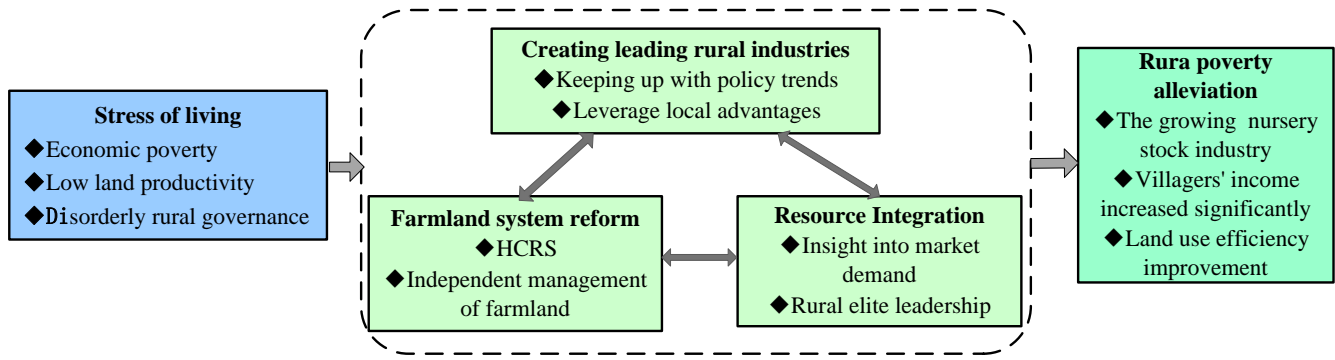 Stress of living
◆Economic poverty
◆Low land productivity
◆Disorderly rural governance
Creating leading rural industries
◆Keeping up with policy trends
◆Leverage local advantages
Farmland system reform
◆HCRS
◆Independent management
of farmland
Resource Integration
◆Insight into market
demand
◆Rural elite leadership
Rura poverty
alleviation
◆The growing nursery
stock industry
◆Villagers' income
increased significantly
◆Land use efficiency
improvement